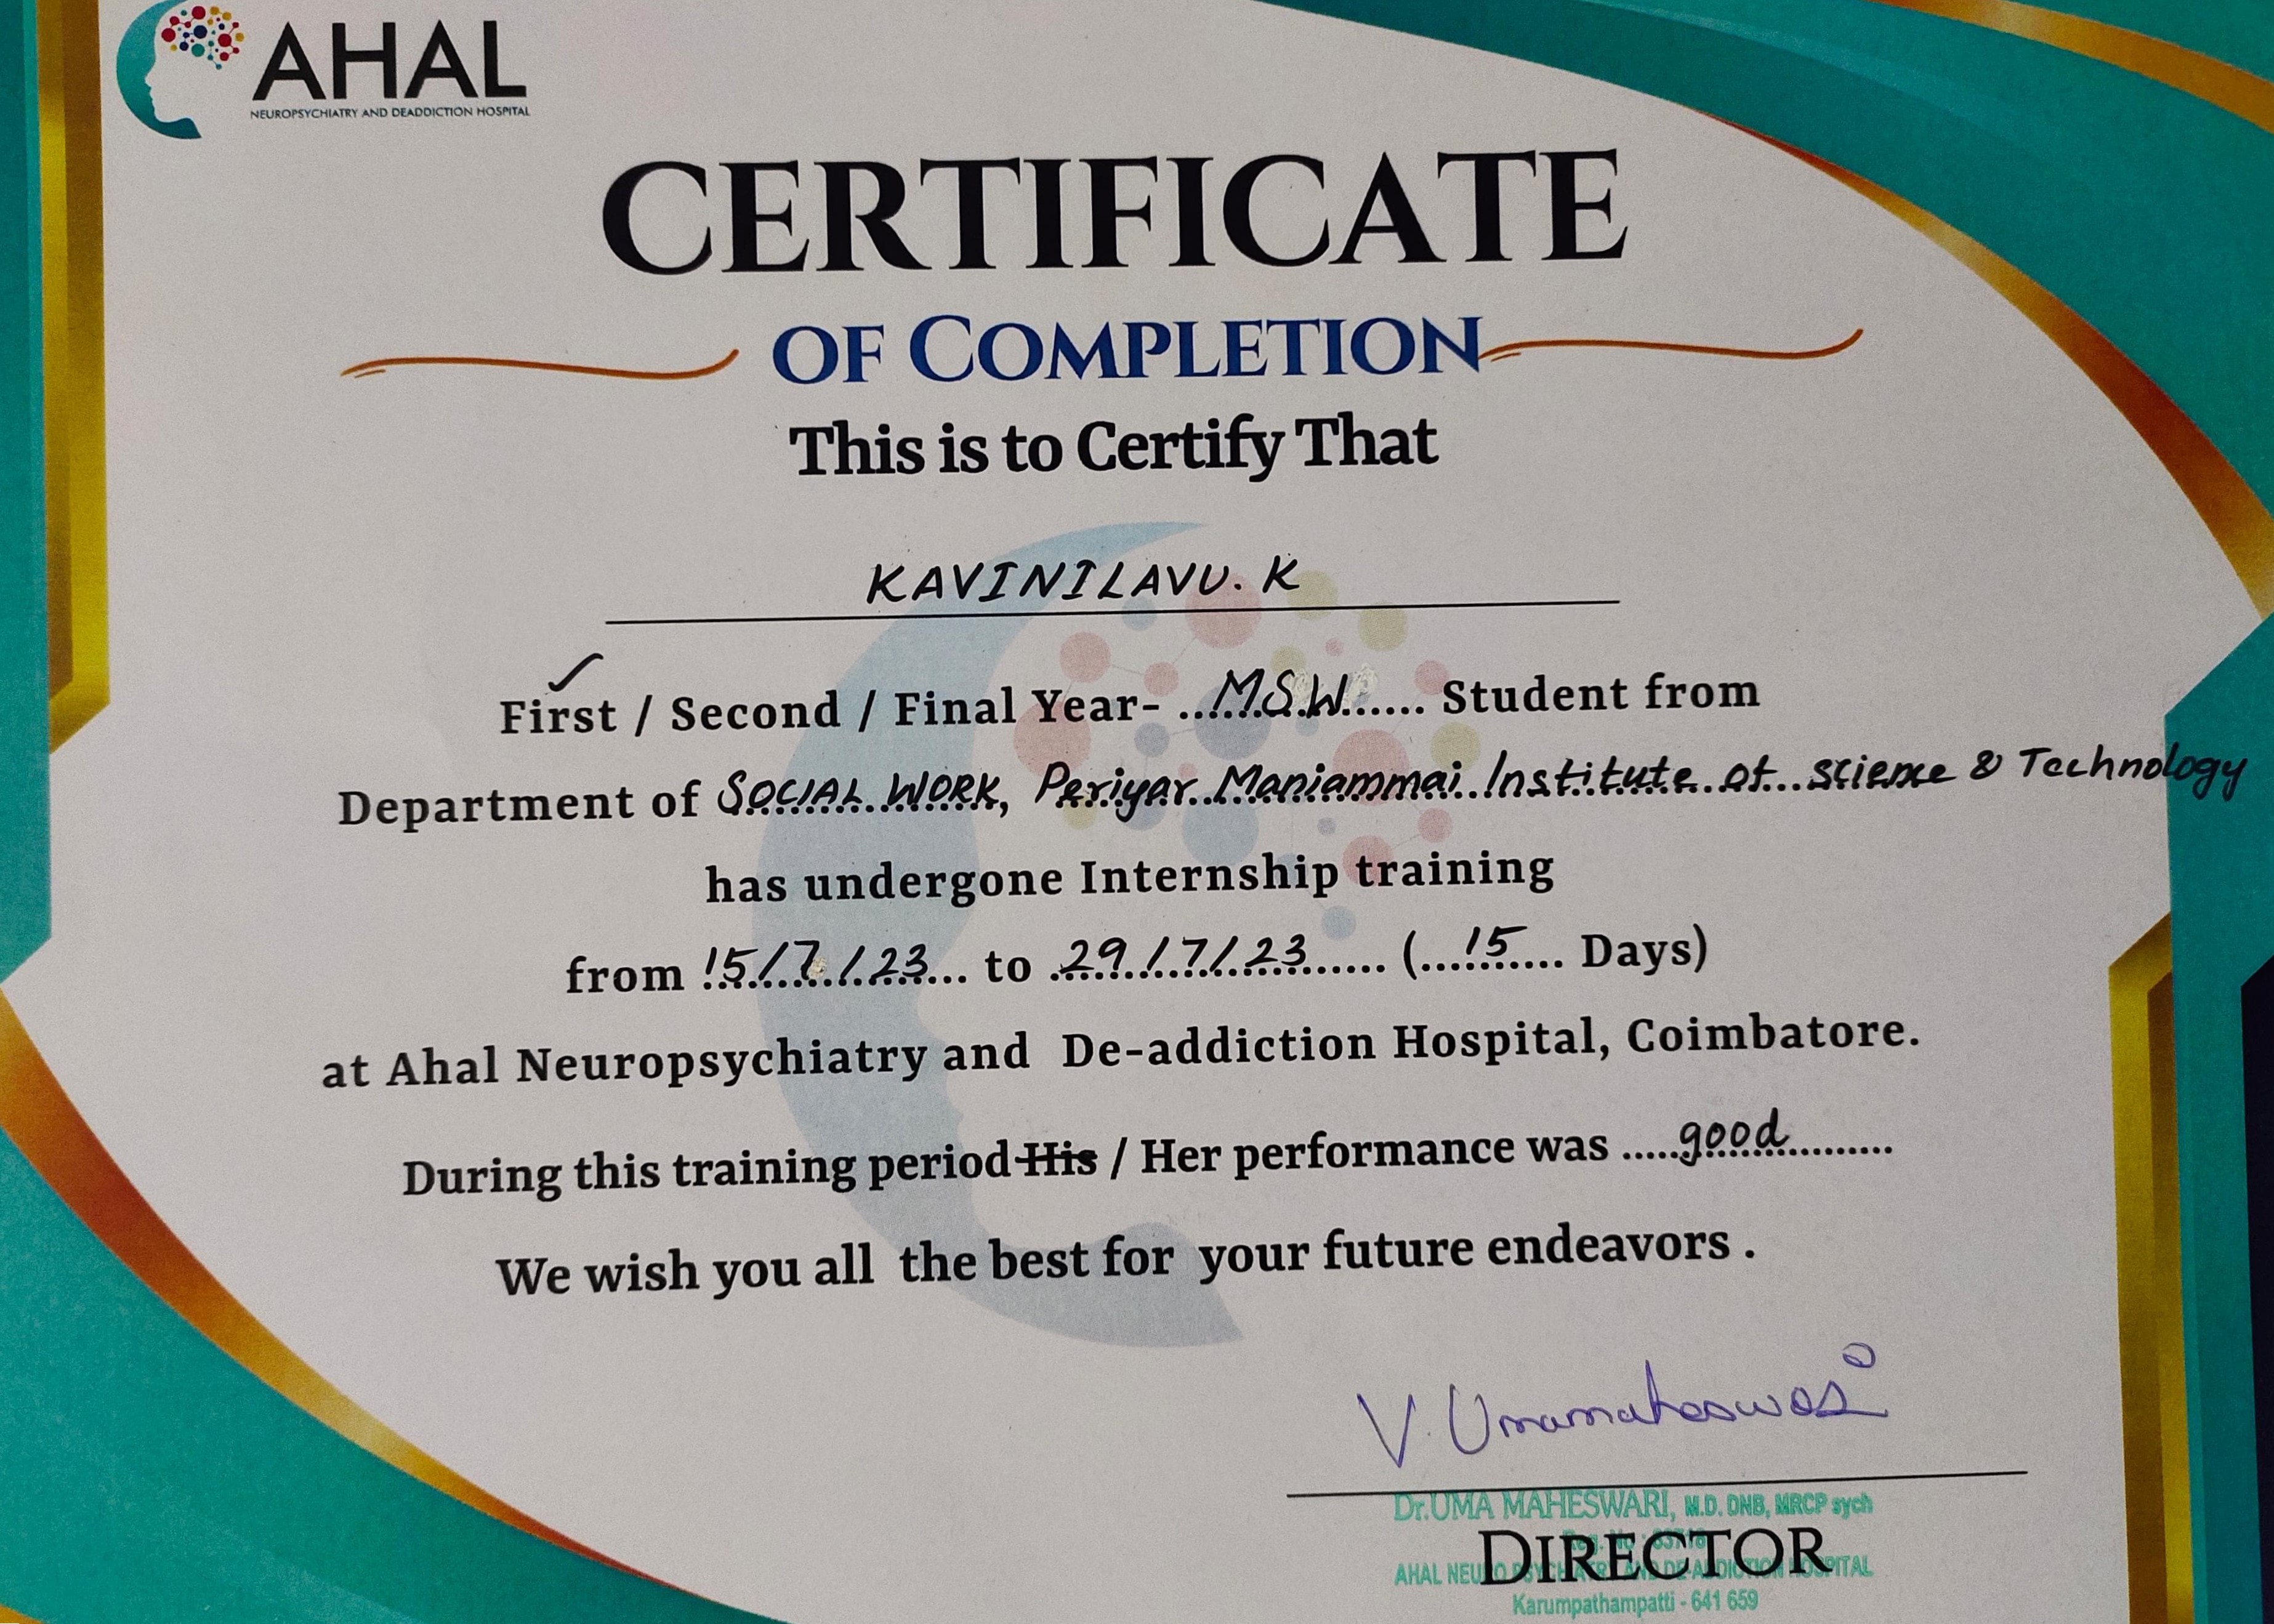 AHAL
NEUROPSYCHIATRY AND DEADDICTION HOSPITAL
CERTIFICATE
OF COMPLETION
This is to Certify That
KAVINILAVU. K
First / Second / Final Year- ...M.S.W...... Student from
Department of SOCIAL WORK, Periyar Maniammai Institute of science & Technology
has undergone Internship training
from 15/7/23... to 29/7/23...... (...15.... Days)
at Ahal Neuropsychiatry and De-addiction Hospital, Coimbatore.
During this training period His / Her performance was .....good..........
We wish you all the best for your future endeavors .
V. Umamaheswari
Dr.UMA MAHESWARI, M.D. DNB, MRCP sych
DIRECTOR
AHAL NEURO PSYCHIATRY AND DE-ADDICTION HOSPITAL
Karumpathampatti - 641 659